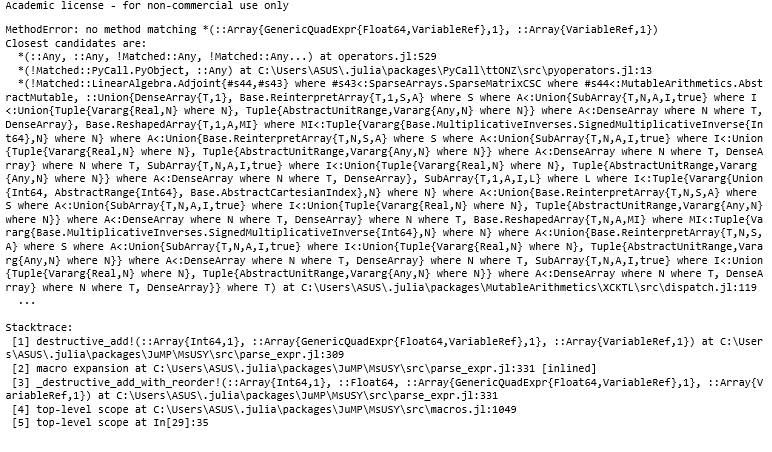 Academic license - for non-commercial use only
MethodError: no method matching *(::Array{GenericQuadExpr{Float64,VariableRef},1}, ::Array{VariableRef,1})
Closest candidates are:
  *(::Any, ::Any, !Matched::Any, !Matched::Any...) at operators.jl:529
  *(!Matched::PyCall.PyObject, ::Any) at C:\Users\ASUS\.julia\packages\PyCall\ttONZ\src\pyoperators.jl:13
  *(!Matched::LinearAlgebra.Adjoint{#s44,#s43} where #s43<:SparseArrays.SparseMatrixCSC where #s44<:MutableArithmetics.Abst
ractMutable, ::Union{DenseArray{T,1}, Base.ReinterpretArray{T,1,S,A} where S where A<:Union{SubArray{T,N,A,I,true} where I
<:Union{Tuple{Vararg{Real,N} where N}, Tuple{AbstractUnitRange,Vararg{Any,N} where N}} where A<:DenseArray where N where T,
DenseArray}, Base.ReshapedArray{T,1,A,MI} where MI<:Tuple{Vararg{Base.MultiplicativeInverses.SignedMultiplicativeInverse{In
t64},N} where N} where A<:Union{Base.ReinterpretArray{T,N,S,A} where S where A<:Union{SubArray{T,N,A,I,true} where I<:Union
{Tuple{Vararg{Real,N} where N}, Tuple{AbstractUnitRange,Vararg{Any,N} where N}} where A<:DenseArray where N where T, DenseA
rray} where N where T, SubArray{T,N,A,I,true} where I<:Union{Tuple{Vararg{Real,N} where N}, Tuple{AbstractUnitRange,Vararg
{Any,N} where N}} where A<:DenseArray where N where T, DenseArray}, SubArray{T,1,A,I,L} where L where I<:Tuple{Vararg{Union
{Int64, AbstractRange{Int64}, Base.AbstractCartesianIndex},N} where N} where A<:Union{Base.ReinterpretArray{T,N,S,A} where
S where A<:Union{SubArray{T,N,A,I,true} where I<:Union{Tuple{Vararg{Real,N} where N}, Tuple{AbstractUnitRange,Vararg{Any,N}
where N}} where A<:DenseArray where N where T, DenseArray} where N where T, Base.ReshapedArray{T,N,A,MI} where MI<:Tuple{Va
rarg{Base.MultiplicativeInverses.SignedMultiplicativeInverse{Int64},N} where N} where A<:Union{Base.ReinterpretArray{T,N,S,
A} where S where A<:Union{SubArray{T,N,A,I,true} where I<:Union{Tuple{Vararg{Real,N} where N}, Tuple{AbstractUnitRange,Vara
rg{Any,N} where N}} where A<:DenseArray where N where T, DenseArray} where N where T, SubArray{T,N,A,I,true} where I<:Union
{Tuple{Vararg{Real,N} where N}, Tuple{AbstractUnitRange,Vararg{Any,N} where N}} where A<:DenseArray where N where T, DenseA
rray} where N where T, DenseArray}} where T) at C:\Users\ASUS\.julia\packages\MutableArithmetics\XCKTL\src\dispatch.jl:119
  ...
Stacktrace:
 [1] destructive_add!(::Array{Int64,1}, ::Array{GenericQuadExpr{Float64,VariableRef},1}, ::Array{VariableRef,1}) at C:\User
s\ASUS\.julia\packages\JuMP\MsUSY\src\parse_expr.jl:309
 [2] macro expansion at C:\Users\ASUS\.julia\packages\JuMP\MsUSY\src\parse_expr.jl:331 [inlined]
 [3] _destructive_add_with_reorder!(::Array{Int64,1}, ::Float64, ::Array{GenericQuadExpr{Float64,VariableRef},1}, ::Array{V
ariableRef,1}) at C:\Users\ASUS\.julia\packages\JuMP\MsUSY\src\parse_expr.jl:331
 [4] top-level scope at C:\Users\ASUS\.julia\packages\JuMP\MsUSY\src\macros.jl:1049
 [5] top-level scope at In[29]:35